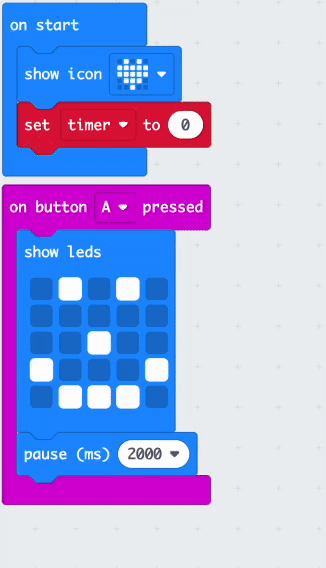 on start
show icon
set timer to 0
on button A pressed
show leds
pause (ms) 2000